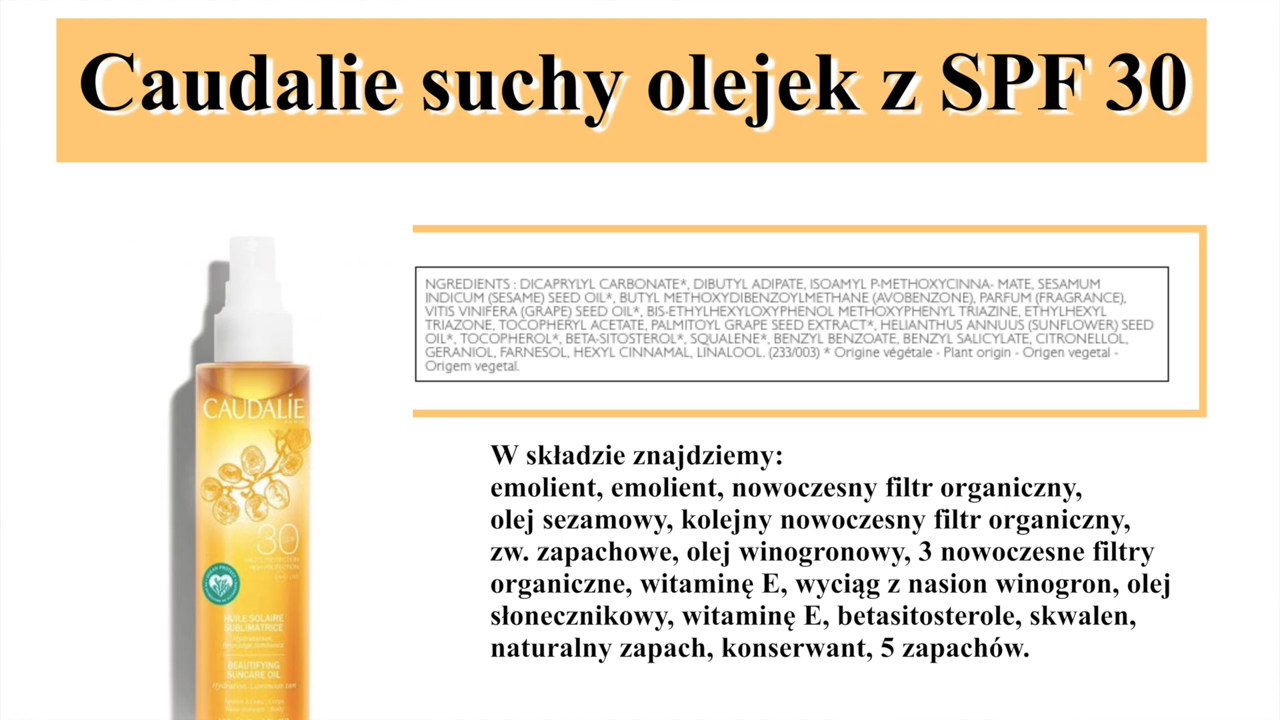 Caudalie suchy olejek z SPF 30
NGREDIENTS : DICAPRYLYL CARBONATE*, DIBUTYL ADIPATE, ISOAMYL P-METHOXYCINNA- MATE, SESAMUM
INDICUM (SESAME) SEED OIL*, BUTYL METHOXYDIBENZOYLMETHANE (AVOBENZONE), PARFUM (FRAGRANCE),
VITIS VINIFERA (GRAPE) SEED OIL*, BIS-ETHYLHEXYLOXYPHENOL METHOXYPHENYL TRIAZINE, ETHYLHEXYL
TRIAZONE, TOCOPHERYL ACETATE, PALMITOYL GRAPE SEED EXTRACT*, HELIANTHUS ANNUUS (SUNFLOWER) SEED
OIL*, TOCOPHEROL*, BETA-SITOSTEROL*, SQUALENE*, BENZYL BENZOATE, BENZYL SALICYLATE, CITRONELLOL,
GERANIOL, FARNESOL, HEXYL CINNAMAL, LINALOOL. (233/003) * Origine végétale - Plant origin - Origen vegetal -
Origem vegetal.
CAUDALÍE
30
HUILE SOLAIRE
SUBLIMATRICE
BEAUTIFYING
SUNCARE OIL
W składzie znajdziemy:
emolient, emolient, nowoczesny filtr organiczny,
olej sezamowy, kolejny nowoczesny filtr organiczny,
zw. zapachowe, olej winogronowy, 3 nowoczesne filtry
organiczne, witaminę E, wyciąg z nasion winogron, olej
słonecznikowy, witaminę E, betasitosterole, skwalen,
naturalny zapach, konserwant, 5 zapachów.